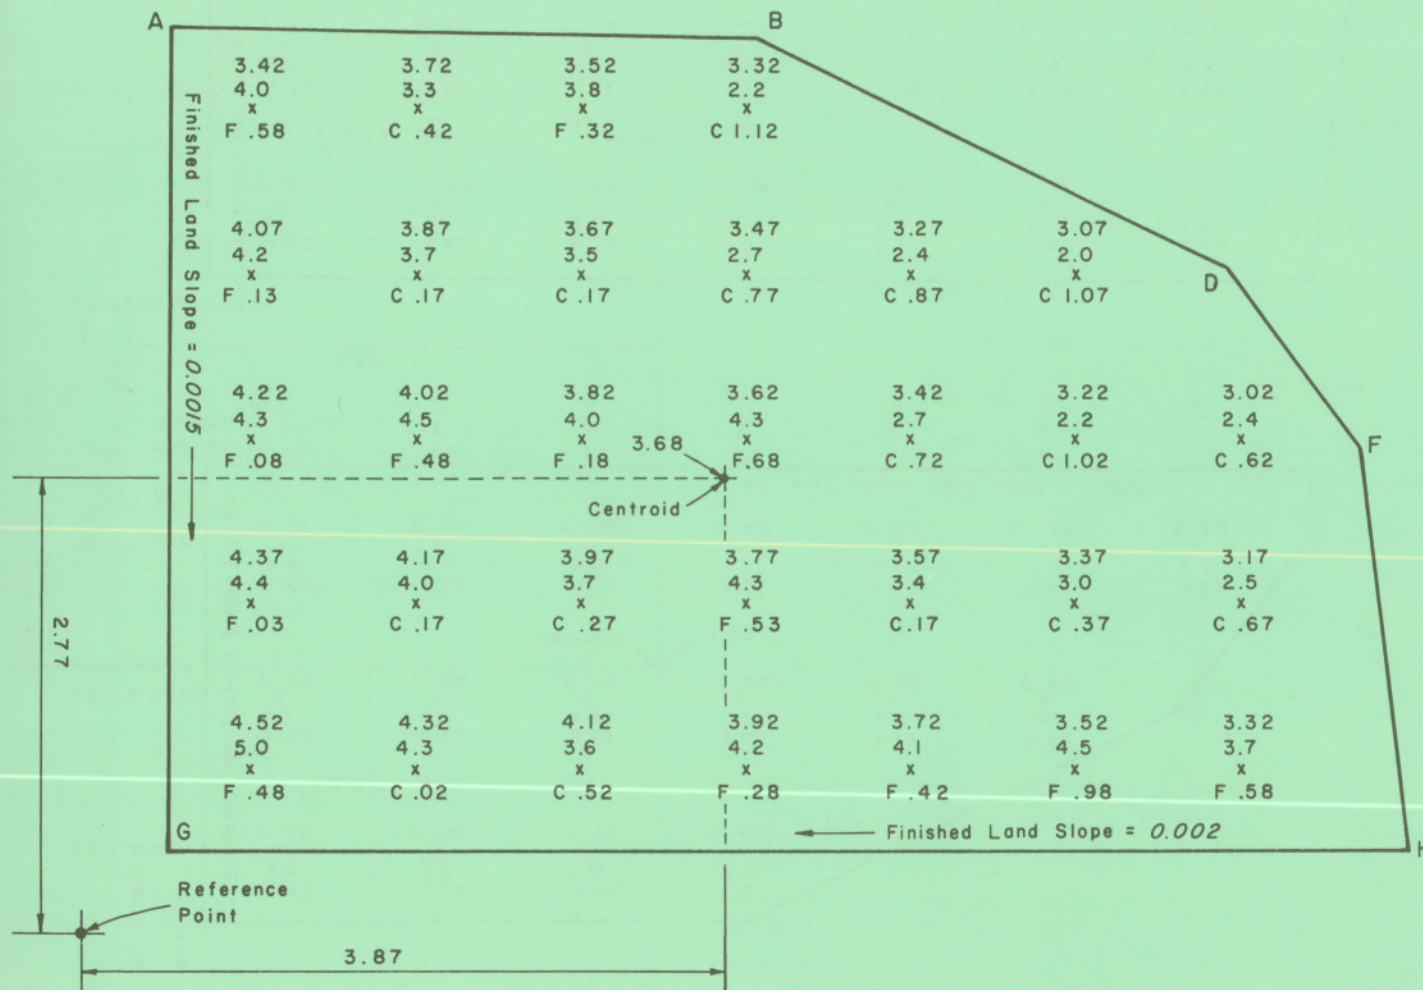 A B
3.42 3.72 3.52 3.32
4.0 3.3 3.8 2.2
x x x x
F .58 C .42 F .32 C 1.12
Finished Land Slope = 0.0015
4.07 3.87 3.67 3.47 3.27 3.07
4.2 3.7 3.5 2.7 2.4 2.0
x x x x x x
F .13 C .17 C .17 C .77 C .87 C 1.07
D
4.22 4.02 3.82 3.62 3.42 3.22 3.02
4.3 4.5 4.0 4.3 2.7 2.2 2.4
x x x x x x x
F .08 F .48 F .18 F.68 C .72 C 1.02 C .62
F
3.68
Centroid
4.37 4.17 3.97 3.77 3.57 3.37 3.17
4.4 4.0 3.7 4.3 3.4 3.0 2.5
x x x x x x x
F .03 C .17 C .27 F .53 C.17 C .37 C .67
2.77
4.52 4.32 4.12 3.92 3.72 3.52 3.32
5.0 4.3 3.6 4.2 4.1 4.5 3.7
x x x x x x x
F .48 C .02 C .52 F .28 F .42 F .98 F .58
G
Finished Land Slope = 0.002
H
Reference
Point
3.87